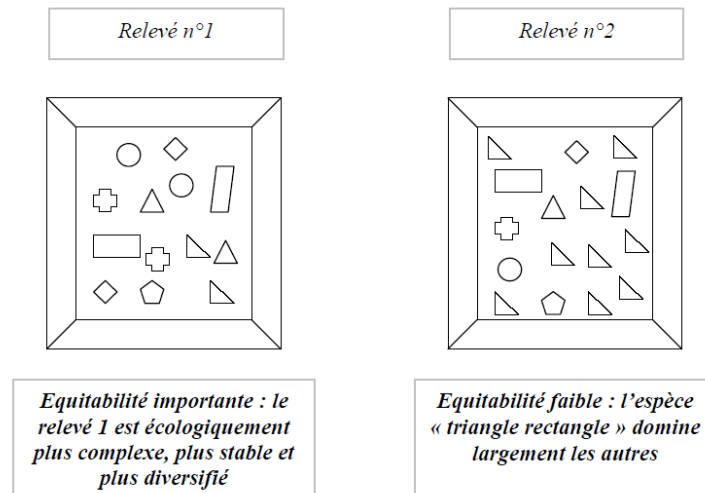 Relevé n°1
Relevé n°2
Equitabilité importante : le
relevé 1 est écologiquement
plus complexe, plus stable et
plus diversifié
Equitabilité faible : l'espèce
« triangle rectangle » domine
largement les autres